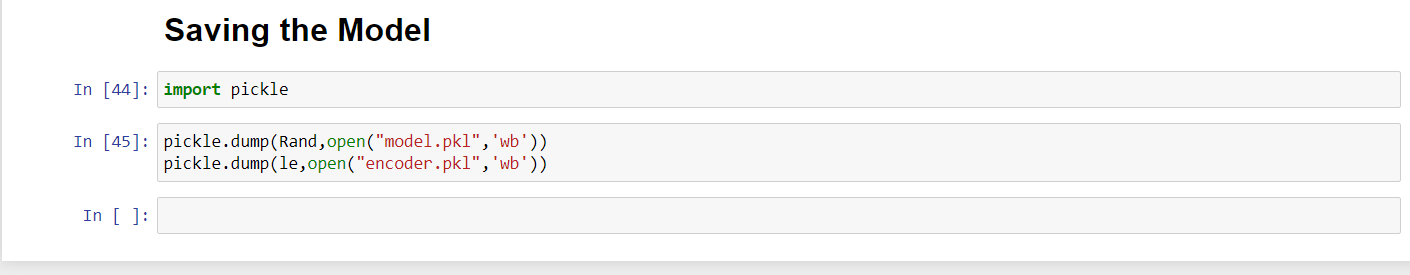 Saving the Model
In [44]: import pickle
In [45]: pickle.dump(Rand,open("model.pkl",'wb'))
pickle.dump(le,open("encoder.pkl",'wb'))
In [ ]: